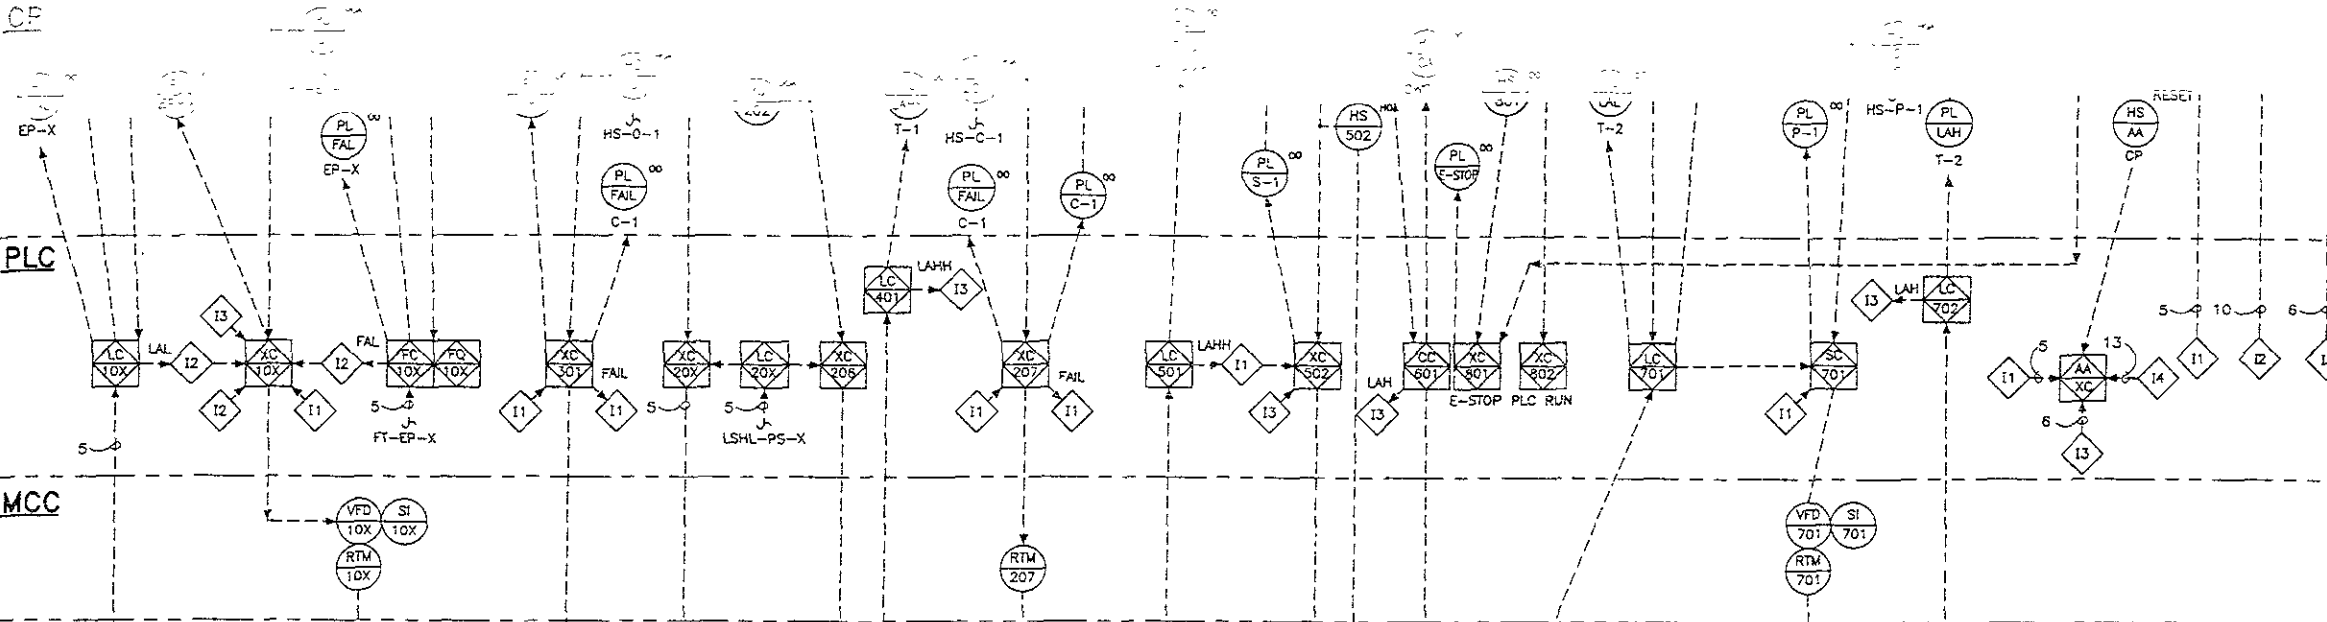 EP-X
PL
FAL
EP-X
HS-O-1
PL
FAIL
C-1
202
T-1
HS-C-1
PL
FAIL
C-1
PL
C-1
PL
S-1
HS
502
PL
E-STOP
HS
801
LAL
T-2
PL
P-1
HS-P-1
PL
LAH
T-2
HS
AA
CP
RESET
PLC
LC
10X
LAL
I2
I3
XC
10X
I2
I1
I2
FAL
FC
10X
FQ
10X
5
FT-EP-X
5
XC
301
FAIL
I1
I1
XC
20X
5
LC
20X
5
LSHL-PS-X
XC
206
LC
401
LAHH
I3
XC
207
FAIL
I1
I1
LC
501
LAHH
I1
XC
502
I3
CC
601
LAH
I3
XC
801
E-STOP
XC
802
PLC RUN
LC
701
SC
701
I1
LAH
I3
LC
702
5
I1
AA
XC
13
I4
6
I3
5
I1
10
I2
6
MCC
VFD
10X
SI
10X
RTM
10X
RTM
207
VFD
701
SI
701
RTM
701